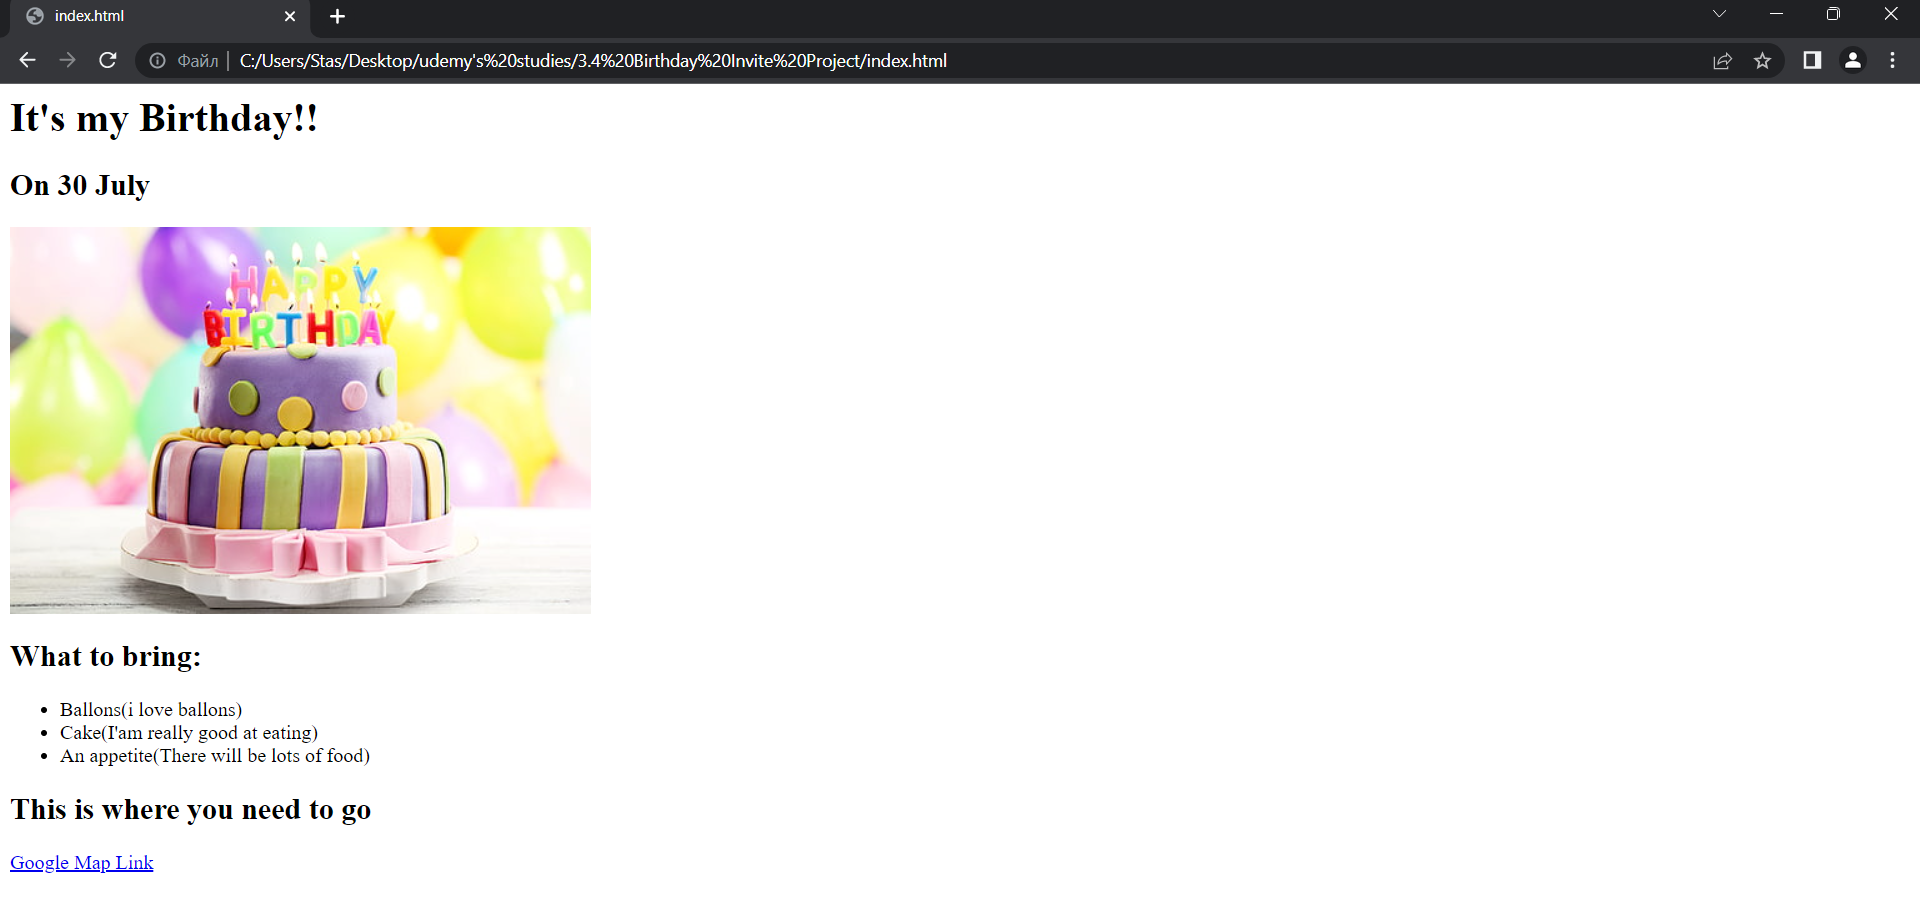 index.html
Файл
C:/Users/Stas/Desktop/udemy's%20studies/3.4%20Birthday%20Invite%20Project/index.html
It's my Birthday!!
On 30 July
HAPPY
BIRTHDAY
What to bring:
Ballons(i love ballons)
Cake(I'am really good at eating)
An appetite(There will be lots of food)
This is where you need to go
Google Map Link